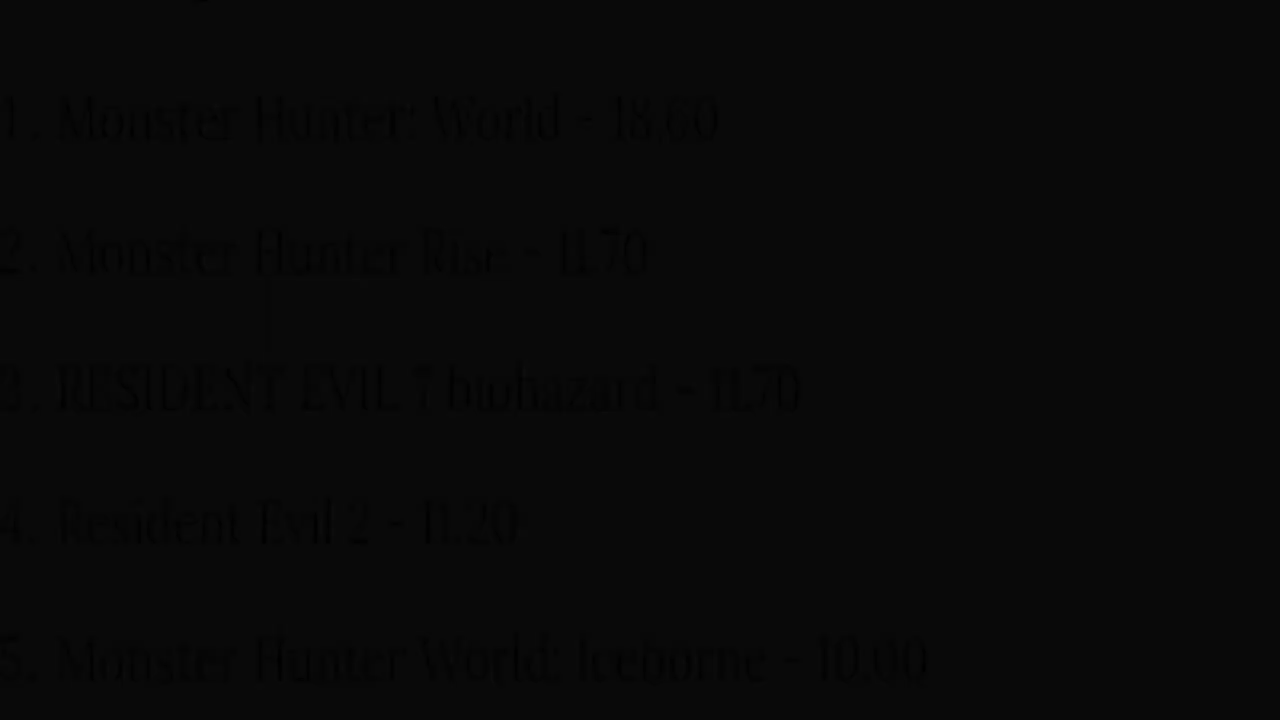 1. Monster Hunter: World - 18.60
2. Monster Hunter Rise - 11.70
3. RESIDENT EVIL 7 biohazard - 11.70
4. Resident Evil 2 - 11.20
5. Monster Hunter World: Iceborne - 10.00